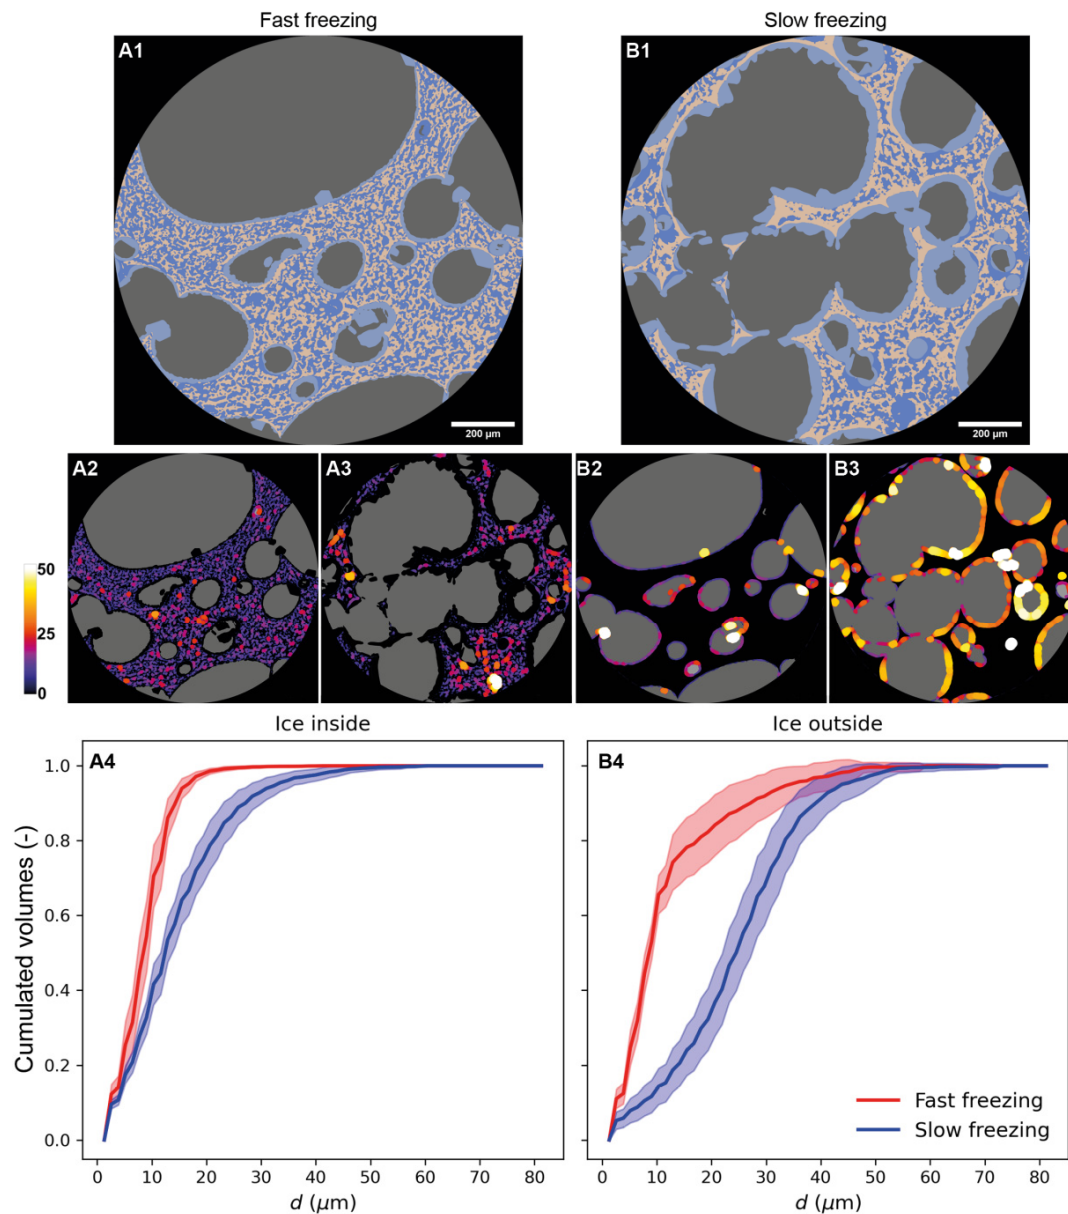 Fast freezing
Slow freezing
A1
B1
200 µm
200 µm
A2
A3
B2
B3
50
25
0
Ice inside
Ice outside
A4
B4
Cumulated volumes (-)
1.0
0.8
0.6
0.4
0.2
0.0
Fast freezing
Slow freezing
0 10 20 30 40 50 60 70 80
0 10 20 30 40 50 60 70 80
d (µm)
d (µm)